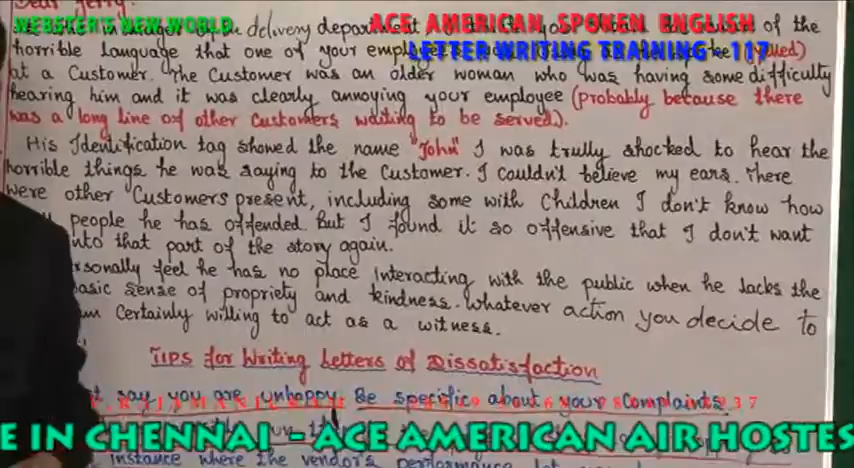 Dear Jerry
WEBSTER'S NEW WORLD
ACE AMERICAN SPOKEN ENGLISH
LETTER WRITING TRAINING - 117
delivery department of the
horrible language that one of your (yelled)
at a Customer. The Customer was an older woman who was having some difficulty
hearing him and it was clearly annoying your employee (probably because there
was a long line of other Customers waiting to be served).
His Identification tag showed the name "John" I was trully shocked to hear the
horrible things he was saying to the Customer. I couldn't believe my ears. There
were other Customers present, including some with Children I don't know how
people he has offended. But I found it so offensive that I don't want
into that part of the story again.
personally feel he has no place interacting with the public when he lacks the
basic sense of propriety and kindness. Whatever action you decide to
certainly willing to act as a witness.
TIPS for Writing Letters of Dissatisfaction
say you are unhappy. Be specific about your Complaints.
E IN CHENNAI - ACE AMERICAN AIR HOSTES
instance where the vendor's performance